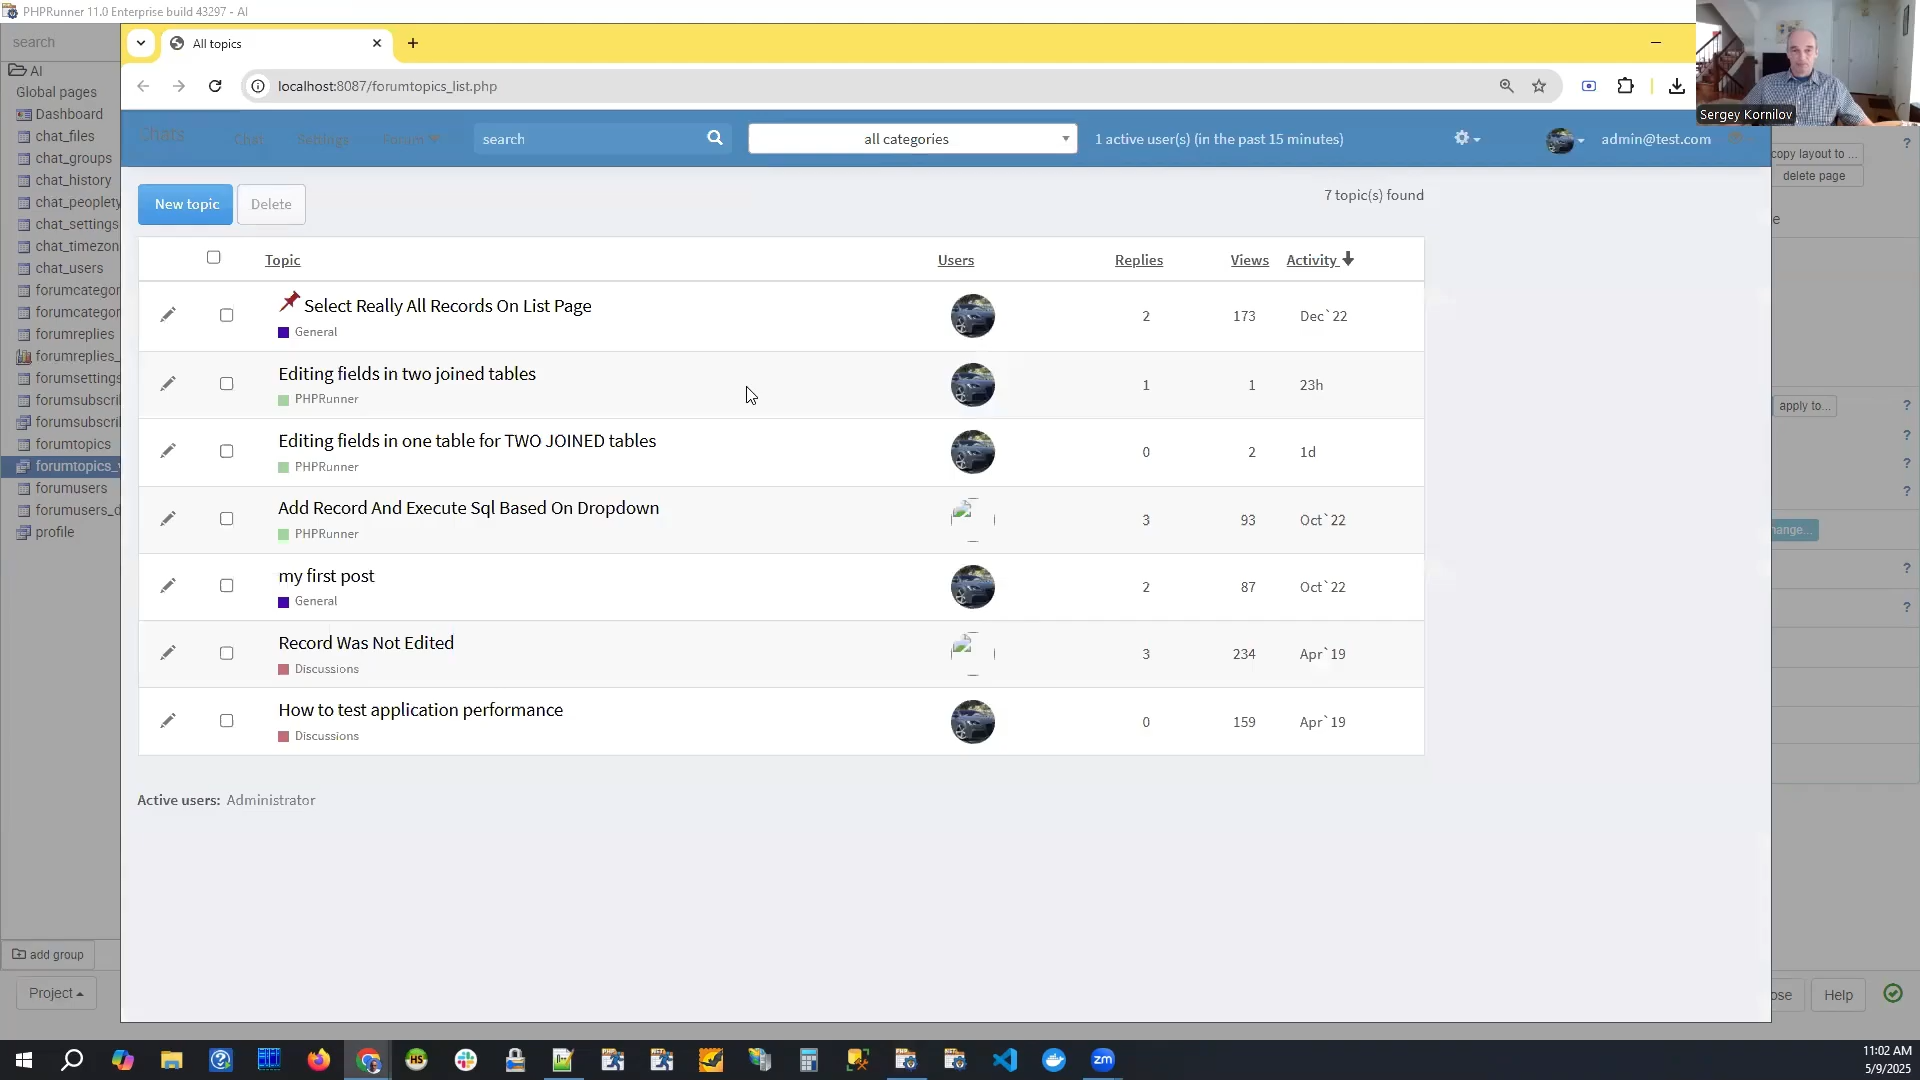 PHPRunner 11.0 Enterprise build 43297 - AI
search
AI
Global pages
Dashboard
chat_files
chat_groups
chat_history
chat_peoplety
chat_settings
chat_timezon
chat_users
forumcategor
forumcategor
forumreplies
forumreplies_
forumsettings
forumsubscri
forumsubscri
forumtopics
forumtopics_v
forumusers
forumusers_d
profile
add group
Project
All topics
localhost:8087/forumtopics_list.php
Chats
Chat
Settings
Forum
search
all categories
1 active user(s) (in the past 15 minutes)
admin@test.com
Sergey Kornilov
New topic
Delete
7 topic(s) found
Topic Users Replies Views Activity
Select Really All Records On List Page
General
2 173 Dec`22
Editing fields in two joined tables
PHPRunner
1 1 23h
Editing fields in one table for TWO JOINED tables
PHPRunner
0 2 1d
Add Record And Execute Sql Based On Dropdown
PHPRunner
3 93 Oct`22
my first post
General
2 87 Oct`22
Record Was Not Edited
Discussions
3 234 Apr`19
How to test application performance
Discussions
0 159 Apr`19
Active users: Administrator
copy layout to ...
delete page
e
?
apply to...
?
?
?
?
hange...
?
?
ose
Help
HS
zm
11:02 AM
5/9/2025